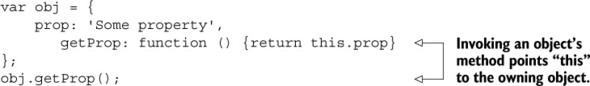 var obj = {
    prop: 'Some property',
      getProp: function () {return this.prop}
};
obj.getProp();
Invoking an object's
method points "this"
to the owning object.